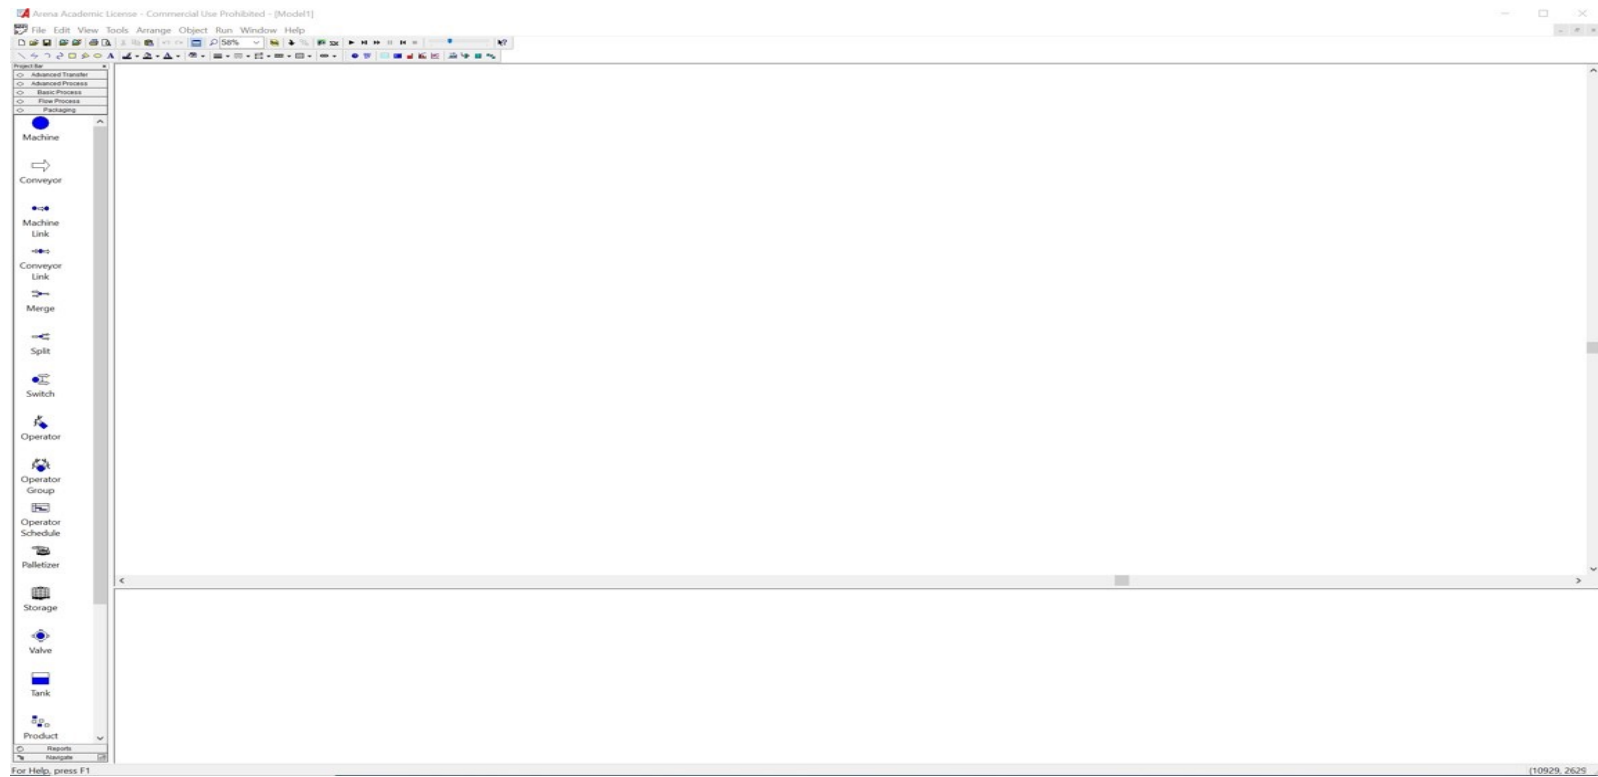 Arena Academic License - Commercial Use Prohibited - [Model1]
File Edit View Tools Arrange Object Run Window Help
58%
A
Project Bar
Advanced Transfer
Advanced Process
Basic Process
Flow Process
Packaging
Machine
Conveyor
Machine
Link
Conveyor
Link
Merge
Split
Switch
Operator
Operator
Group
Operator
Schedule
Palletizer
Storage
Valve
Tank
Product
Reports
Navigate
For Help, press F1
(10929, 2629